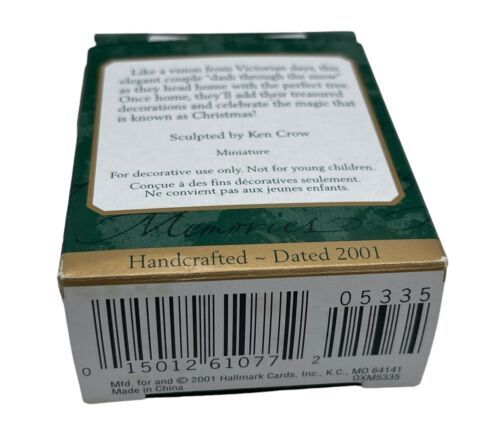 Like a vision from Victorian days, this
elegant couple "dash through the snow"
as they head home with the perfect tree.
Once home, they'll add their treasured
decorations and celebrate the magic that
is known as Christmas!
Sculpted by Ken Crow
Miniature
For decorative use only. Not for young children.
Conçue à des fins décoratives seulement.
Ne convient pas aux jeunes enfants.
Memories
Handcrafted ~ Dated 2001
05335
0 15012 61077 2
Mfd. for and © 2001 Hallmark Cards, Inc., K.C., MO 64141
Made in China
QXM5335